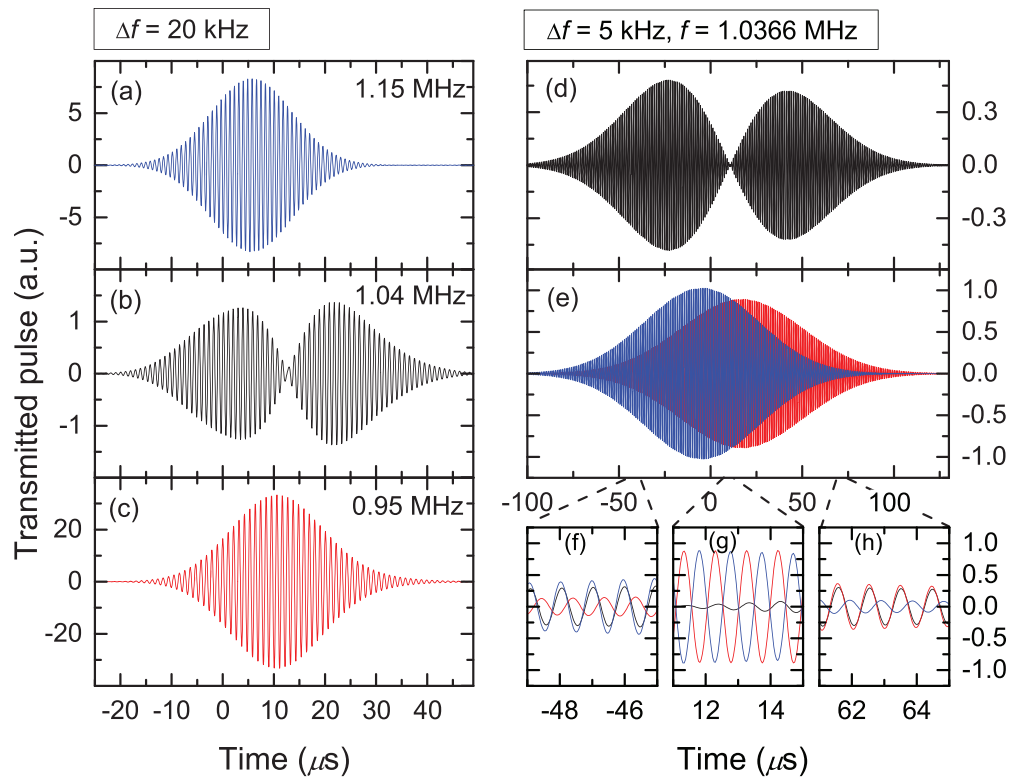 Δf = 20 kHz
Δf = 5 kHz, f = 1.0366 MHz
Transmitted pulse (a.u.)
(a)
1.15 MHz
5
0
-5
(b)
1.04 MHz
1
0
-1
(c)
0.95 MHz
20
0
-20
-20 -10 0 10 20 30 40
Time (μs)
(d)
0.3
0.0
-0.3
(e)
1.0
0.5
0.0
-0.5
-1.0
-100 -50 0 50 100
(f)
(g)
(h)
1.0
0.5
0.0
-0.5
-1.0
-48 -46
12 14
62 64
Time (μs)